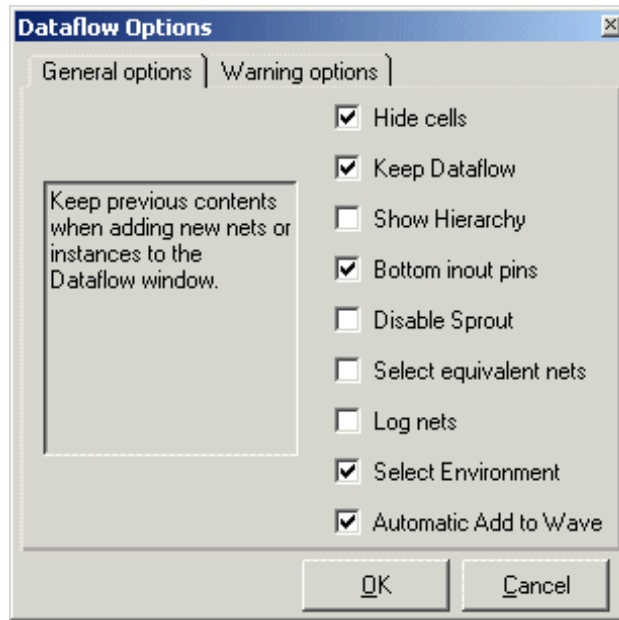 Dataflow Options
General options
Warning options
Keep previous contents
when adding new nets or
instances to the
Dataflow window.
Hide cells
Keep Dataflow
Show Hierarchy
Bottom inout pins
Disable Sprout
Select equivalent nets
Log nets
Select Environment
Automatic Add to Wave
OK
Cancel